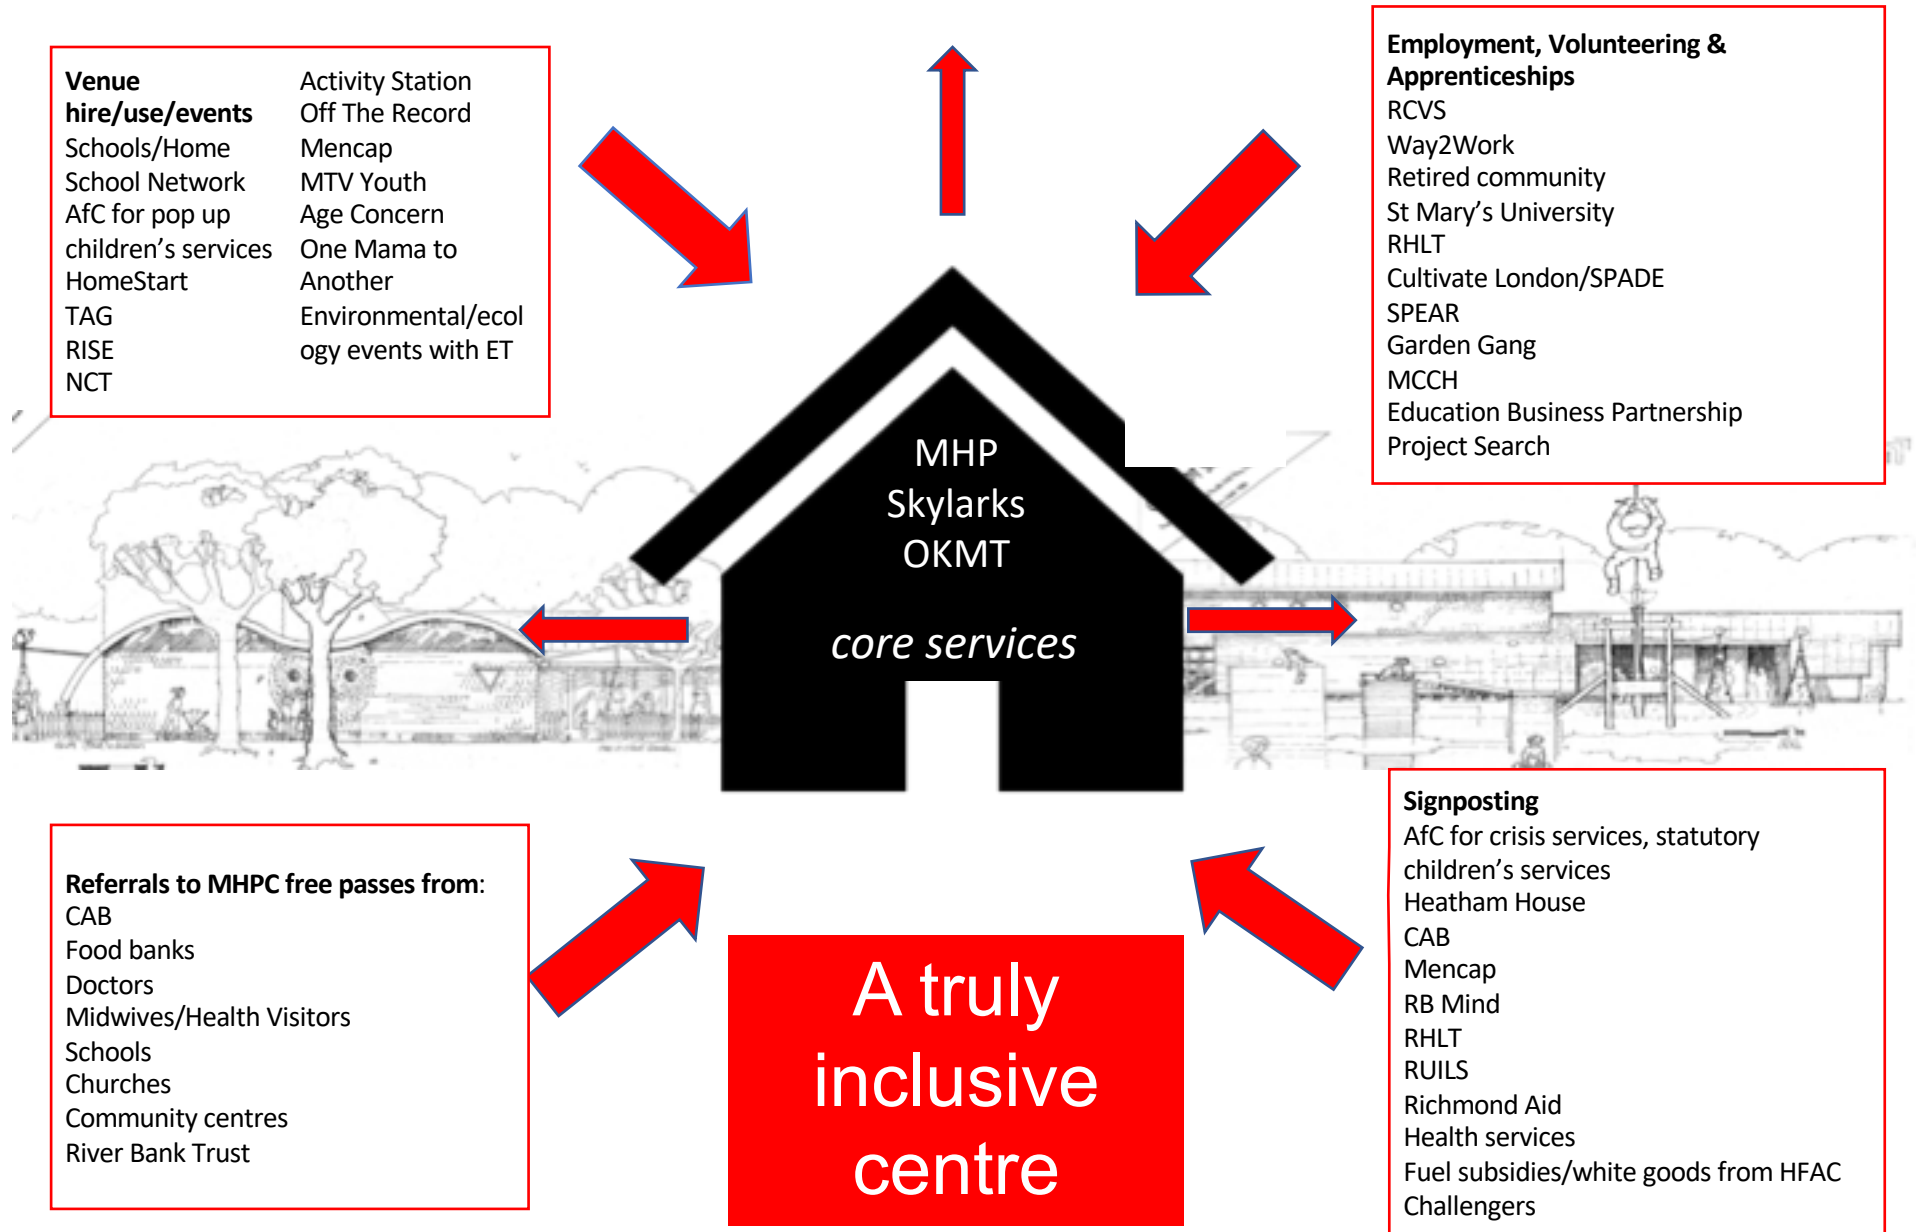 Venue
hire/use/events
Schools/Home
School Network
AfC for pop up
children’s services
HomeStart
TAG
RISE
NCT
Activity Station
Off The Record
Mencap
MTV Youth
Age Concern
One Mama to
Another
Environmental/ecol
ogy events with ET
Employment, Volunteering &
Apprenticeships
RCVS
Way2Work
Retired community
St Mary’s University
RHLT
Cultivate London/SPADE
SPEAR
Garden Gang
MCCH
Education Business Partnership
Project Search
MHP
Skylarks
OKMT
core services
Referrals to MHPC free passes from:
CAB
Food banks
Doctors
Midwives/Health Visitors
Schools
Churches
Community centres
River Bank Trust
A truly
inclusive
centre
Signposting
AfC for crisis services, statutory
children’s services
Heatham House
CAB
Mencap
RB Mind
RHLT
RUILS
Richmond Aid
Health services
Fuel subsidies/white goods from HFAC
Challengers